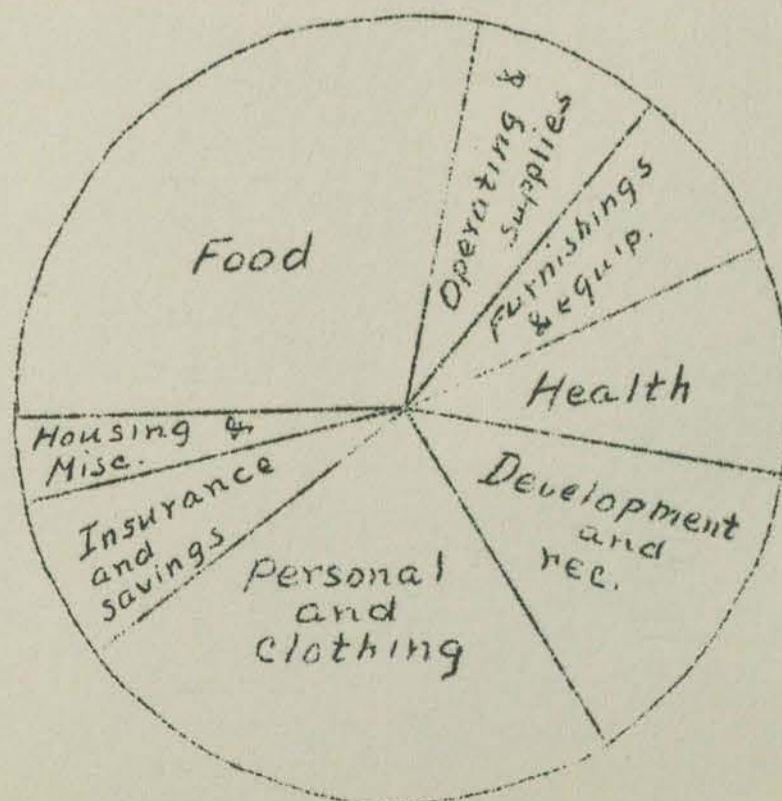 Food
Operating &
supplies
Furnishings
& equip.
Health
Development
and
rec.
Personal
and
clothing
Insurance
and
savings
Housing &
Misc.